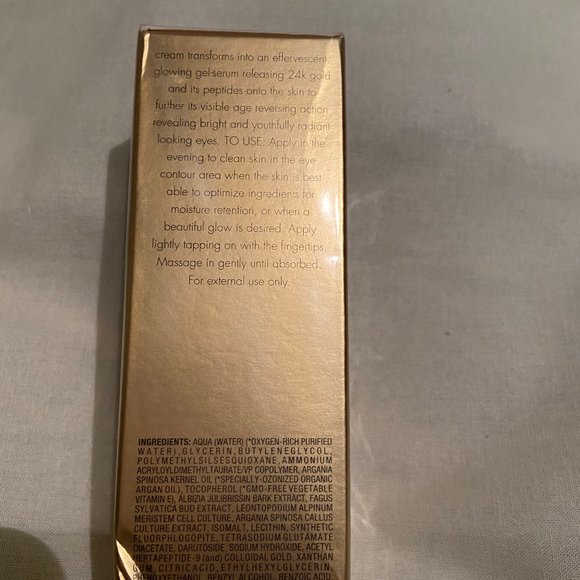 cream transforms into an effervescent
glowing gel-serum releasing 24k gold
and its peptides onto the skin to
further its visible age reversing action
revealing bright and youthfully radiant
looking eyes. TO USE: Apply in the
evening to clean skin in the eye
contour area when the skin is best
able to optimize ingredients for
moisture retention, or when a
beautiful glow is desired. Apply
lightly tapping on with the fingertips.
Massage in gently until absorbed.
For external use only.
INGREDIENTS: AQUA (WATER) (*OXYGEN-RICH PURIFIED
WATER), GLYCERIN, BUTYLENE GLYCOL,
POLYMETHYLSILSESQUIOXANE, AMMONIUM
ACRYLOYLDIMETHYLTAURATE/VP COPOLYMER, ARGANIA
SPINOSA KERNEL OIL (*SPECIALLY-OZONIZED ORGANIC
ARGAN OIL), TOCOPHEROL (*GMO-FREE VEGETABLE
VITAMIN E), ALBIZIA JULIBRISSIN BARK EXTRACT, FAGUS
SYLVATICA BUD EXTRACT, LEONTOPODIUM ALPINUM
MERISTEM CELL CULTURE, ARGANIA SPINOSA CALLUS
CULTURE EXTRACT, ISOMALT, LECITHIN, SYNTHETIC
FLUORPHLOGOPITE, TETRASODIUM GLUTAMATE
DIACETATE, DARUTOSIDE, SODIUM HYDROXIDE, ACETYL
HEPTAPEPTIDE-9 (and) COLLOIDAL GOLD, XANTHAN
GUM, CITRIC ACID, ETHYLHEXYLGLYCERIN,
PHENOXYETHANOL, BENZYL ALCOHOL, BENZOIC ACID